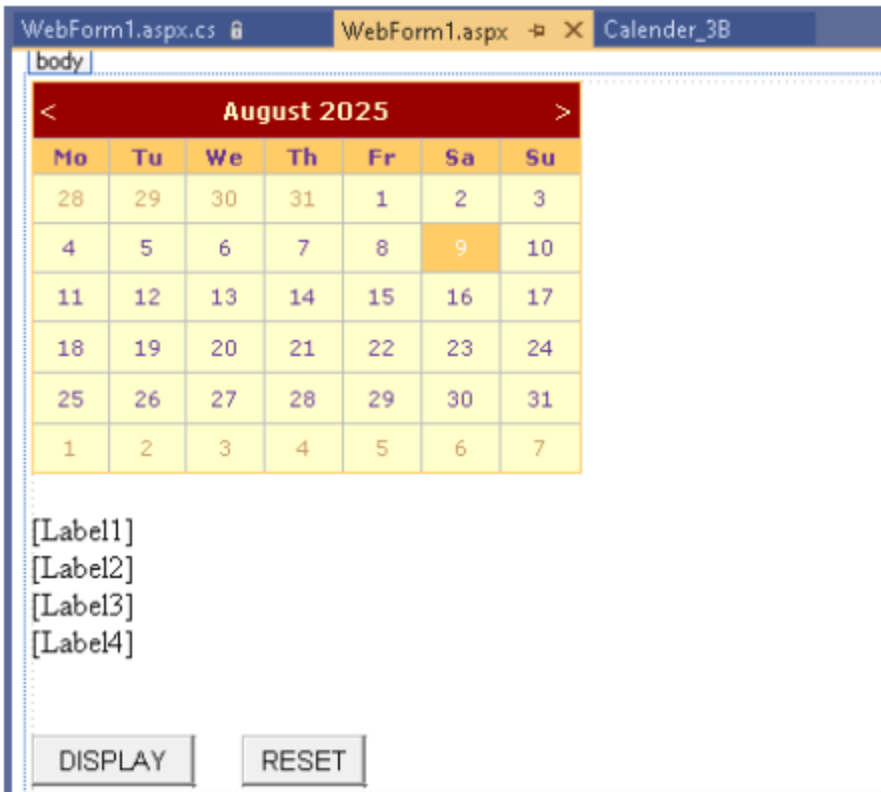 WebForm1.aspx.cs WebForm1.aspx Calender_3B
body
< August 2025 >
Mo Tu We Th Fr Sa Su
28 29 30 31 1 2 3
4 5 6 7 8 9 10
11 12 13 14 15 16 17
18 19 20 21 22 23 24
25 26 27 28 29 30 31
1 2 3 4 5 6 7
[Label1]
[Label2]
[Label3]
[Label4]
DISPLAY RESET